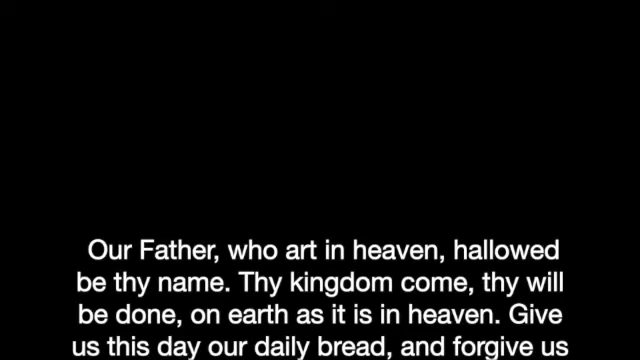 Our Father, who art in heaven, hallowed
be thy name. Thy kingdom come, thy will
be done, on earth as it is in heaven. Give
us this day our daily bread, and forgive us